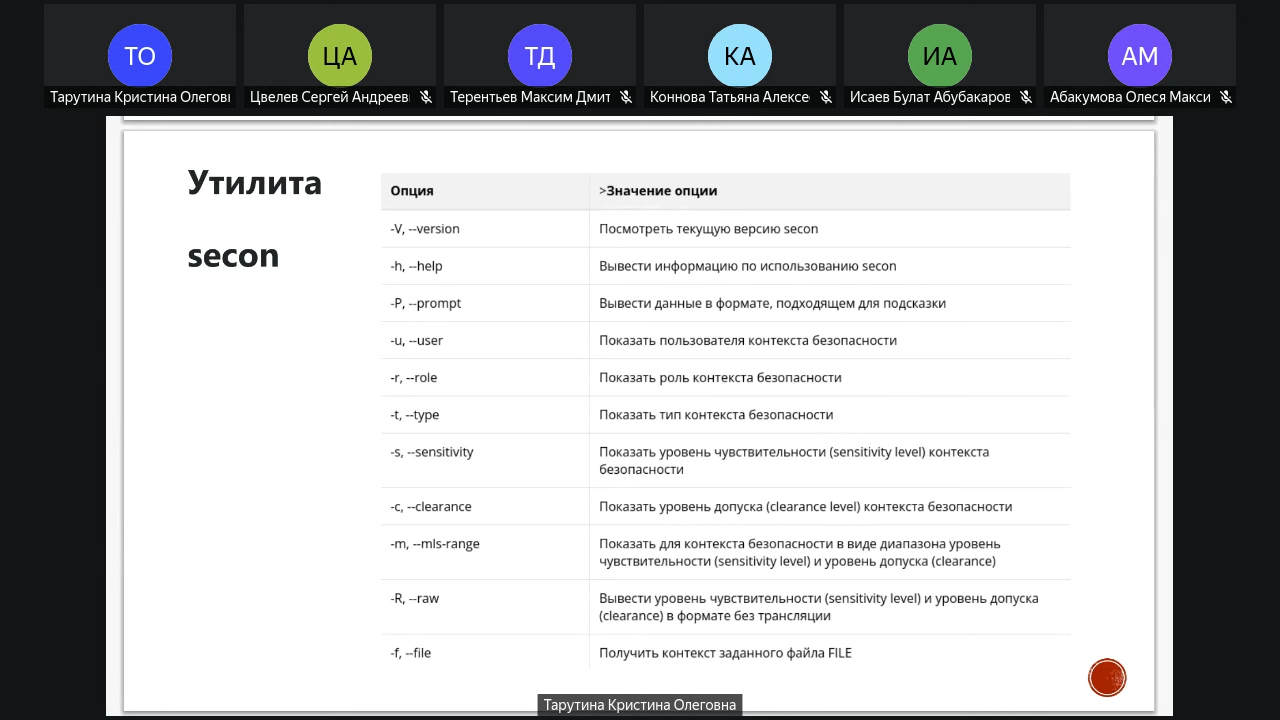 ТО
ЦА
ТД
КА
ИА
АМ
Тарутина Кристина Олегові
Цвелев Сергей Андреев
Терентьев Максим Дмит
Коннова Татьяна Алексе
Исаев Булат Абубакаров
Абакумова Олеся Макси
Утилита
secon
Опция >Значение опции
-V, --version Посмотреть текущую версию secon
-h, --help Вывести информацию по использованию secon
-P, --prompt Вывести данные в формате, подходящем для подсказки
-u, --user Показать пользователя контекста безопасности
-r, --role Показать роль контекста безопасности
-t, --type Показать тип контекста безопасности
-s, --sensitivity Показать уровень чувствительности (sensitivity level) контекста
безопасности
-c, --clearance Показать уровень допуска (clearance level) контекста безопасности
-m, --mls-range Показать для контекста безопасности в виде диапазона уровень
чувствительности (sensitivity level) и уровень допуска (clearance)
-R, --raw Вывести уровень чувствительности (sensitivity level) и уровень допуска
(clearance) в формате без трансляции
-f, --file Получить контекст заданного файла FILE
Тарутина Кристина Олеговна